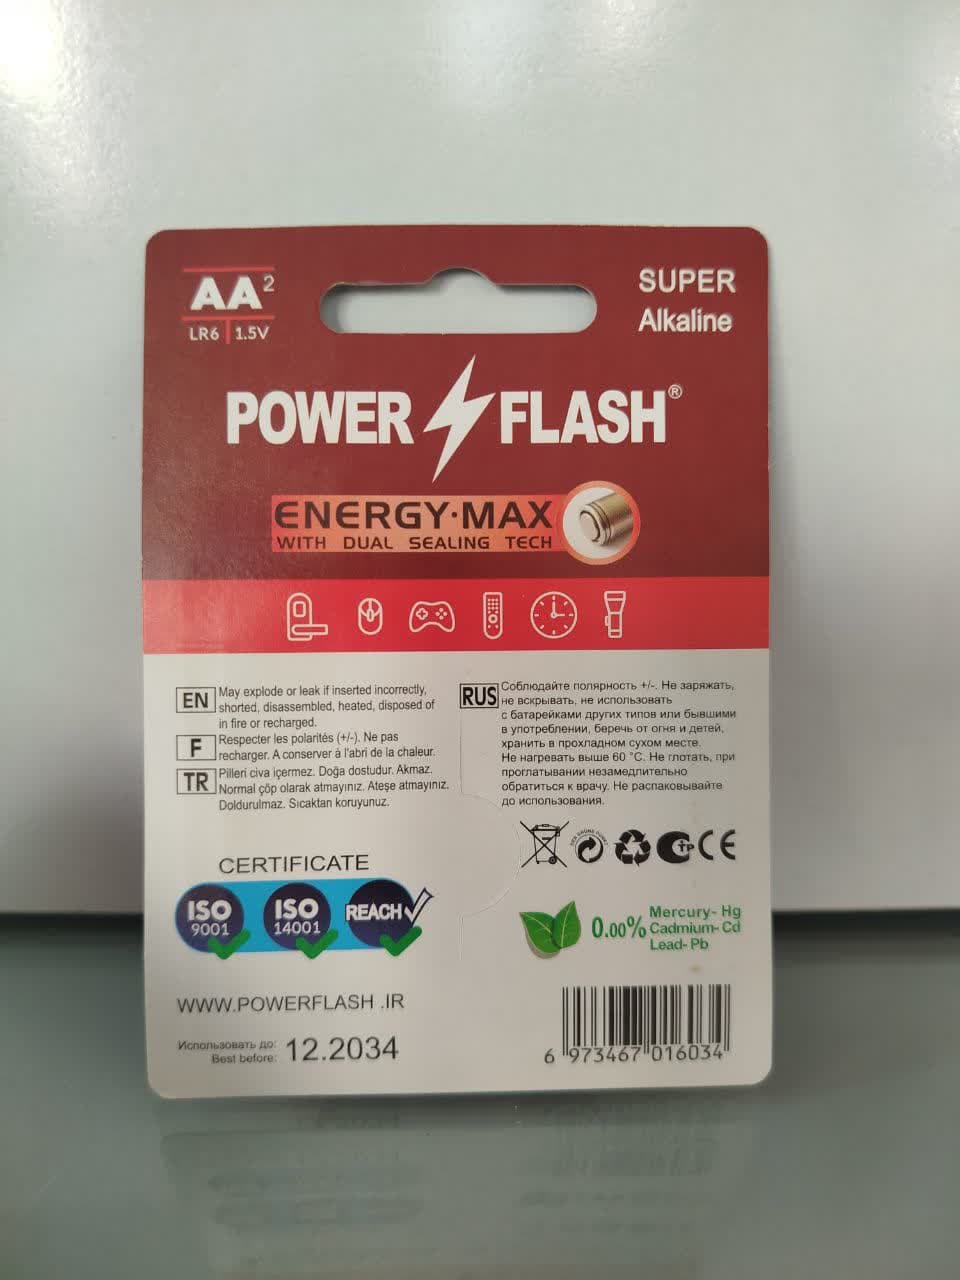 AA2
LR6 1.5V
SUPER
Alkaline
POWER FLASH®
ENERGY·MAX
WITH DUAL SEALING TECH
EN May explode or leak if inserted incorrectly,
shorted, disassembled, heated, disposed of
in fire or recharged.
F Respecter les polarités (+/-). Ne pas
recharger. A conserver à l'abri de la chaleur.
TR Pilleri civa içermez. Doğa dostudur. Akmaz.
Normal çöp olarak atmayınız. Ateşe atmayınız.
Doldurulmaz. Sıcaktan koruyunuz.
RUS Соблюдайте полярность +/-. Не заряжать,
не вскрывать, не использовать
с батарейками других типов или бывшими
в употреблении, беречь от огня и детей,
хранить в прохладном сухом месте.
Не нагревать выше 60 °C. Не глотать, при
проглатывании незамедлительно
обратиться к врачу. Не распаковывайте
до использования.
DER GRÜNE PUNKT
CTP CE
CERTIFICATE
ISO
9001
ISO
14001
REACH
0.00% Mercury- Hg
Cadmium- Cd
Lead- Pb
WWW.POWERFLASH .IR
Использовать до:
Best before: 12.2034
6 973467 016034